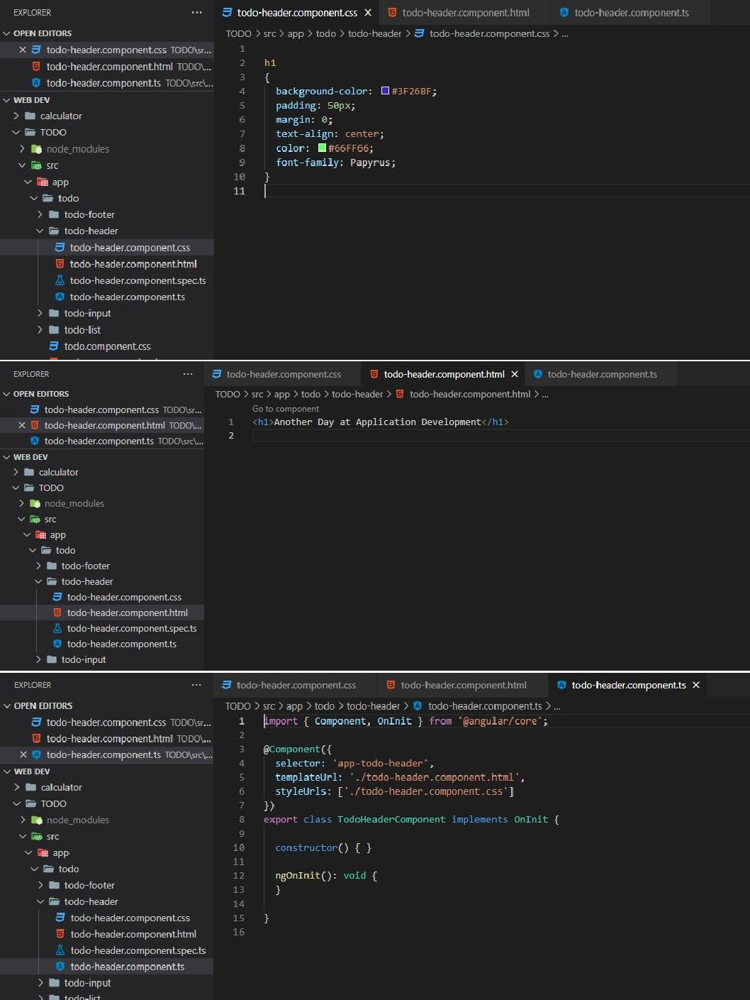 EXPLORER ...
OPEN EDITORS
todo-header.component.css TODO\sr...
todo-header.component.html TODO\...
todo-header.component.ts TODO\src\...
WEB DEV
calculator
TODO
node_modules
src
app
todo
todo-footer
todo-header
todo-header.component.css
todo-header.component.html
todo-header.component.spec.ts
todo-header.component.ts
todo-input
todo-list
todo.component.css
todo-header.component.css todo-header.component.html todo-header.component.ts
TODO > src > app > todo > todo-header > todo-header.component.css > ...
1
2 h1
3 {
4 background-color: #3F26BF;
5 padding: 50px;
6 margin: 0;
7 text-align: center;
8 color: #66FF66;
9 font-family: Papyrus;
10 }
11
EXPLORER ...
OPEN EDITORS
todo-header.component.css TODO\sr...
todo-header.component.html TODO\...
todo-header.component.ts TODO\src\...
WEB DEV
calculator
TODO
node_modules
src
app
todo
todo-footer
todo-header
todo-header.component.css
todo-header.component.html
todo-header.component.spec.ts
todo-header.component.ts
todo-input
todo-header.component.css todo-header.component.html todo-header.component.ts
TODO > src > app > todo > todo-header > todo-header.component.html > ...
Go to component
1 <h1>Another Day at Application Development</h1>
2
EXPLORER ...
OPEN EDITORS
todo-header.component.css TODO\sr...
todo-header.component.html TODO\...
todo-header.component.ts TODO\src\...
WEB DEV
calculator
TODO
node_modules
src
app
todo
todo-footer
todo-header
todo-header.component.css
todo-header.component.html
todo-header.component.spec.ts
todo-header.component.ts
todo-input
todo-list
todo-header.component.css todo-header.component.html todo-header.component.ts
TODO > src > app > todo > todo-header > todo-header.component.ts > ...
1 import { Component, OnInit } from '@angular/core';
2
3 @Component({
4 selector: 'app-todo-header',
5 templateUrl: './todo-header.component.html',
6 styleUrls: ['./todo-header.component.css']
7 })
8 export class TodoHeaderComponent implements OnInit {
9
10 constructor() { }
11
12 ngOnInit(): void {
13 }
14
15 }
16